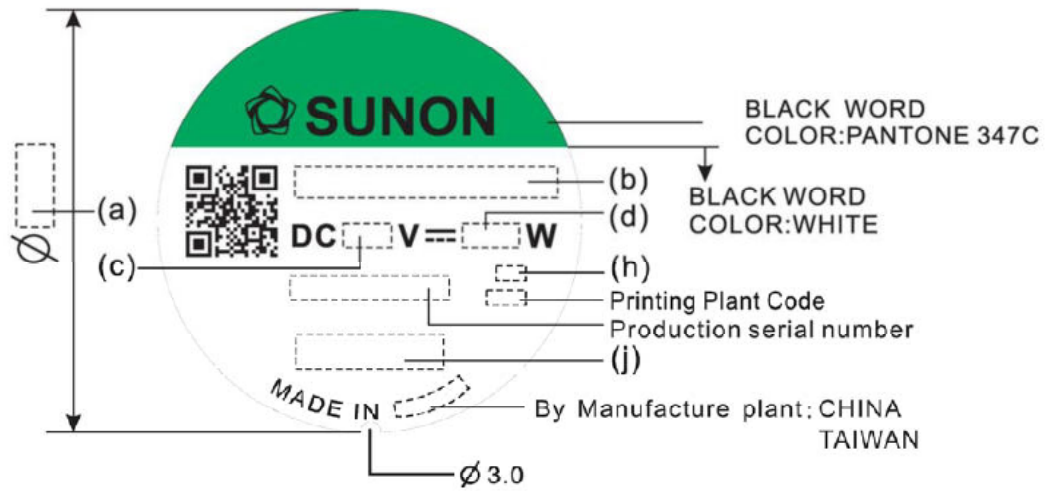 SUNON
BLACK WORD
COLOR:PANTONE 347C
BLACK WORD
COLOR:WHITE
(a)
Ø
(b)
(d)
DC V W
(c)
(h)
Printing Plant Code
Production serial number
(j)
MADE IN
By Manufacture plant: CHINA
TAIWAN
Ø 3.0